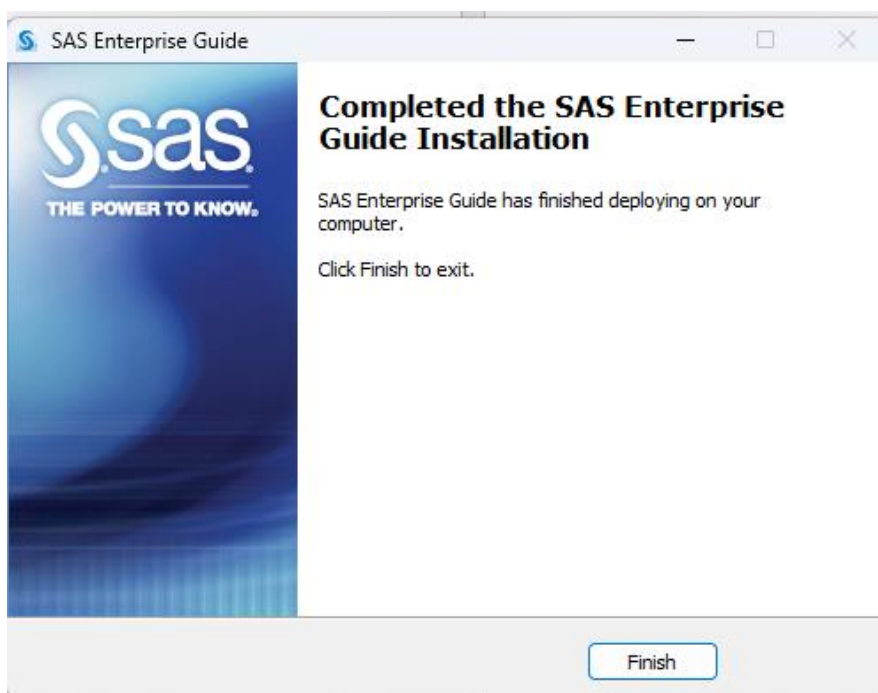 SAS Enterprise Guide
sas
THE POWER TO KNOW.
Completed the SAS Enterprise
Guide Installation
SAS Enterprise Guide has finished deploying on your
computer.
Click Finish to exit.
Finish